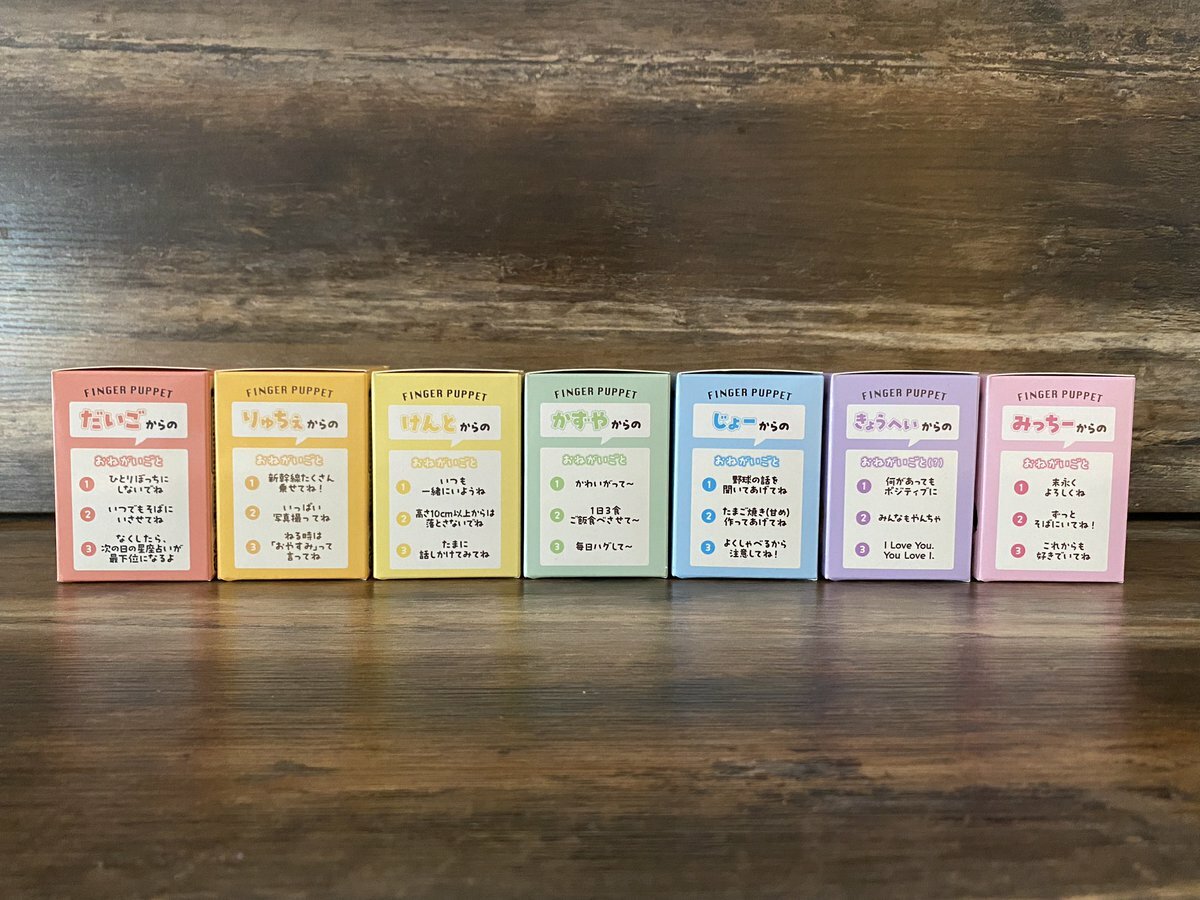 FINGER PUPPET
だいごからの
おねがいごと
1 ひとりぼっちに
しないでね
2 いつでもそばに
いさせてね
3 なくしたら、
次の日の星座占いが
最下位になるよ
FINGER PUPPET
りゅちぇからの
おねがいごと
1 新幹線たくさん
乗せてね!
2 いっぱい
写真撮ってね
3 ねる時は
「おやすみ」って
言ってね
FINGER PUPPET
けんとからの
おねがいごと
1 いつも
一緒にいようね
2 高さ10cm以上からは
落とさないでね
3 たまに
話しかけてみてね
FINGER PUPPET
かずやからの
おねがいごと
1 かわいがって〜
2 1日3食
ご飯食べさせて〜
3 毎日ハグして〜
FINGER PUPPET
じょーからの
おねがいごと
1 野球の話を
聞いてあげてね
2 たまご焼き(甘め)
作ってあげてね
3 よくしゃべるから
注意してね!
FINGER PUPPET
きょうへいからの
おねがいごと(?)
1 何があっても
ポジティブに
2 みんなもやんちゃ
3 I Love You.
You Love I.
FINGER PUPPET
みっちーからの
おねがいごと
1 末永く
よろしくね
2 ずっと
そばにいてね!
3 これからも
好きでいてね